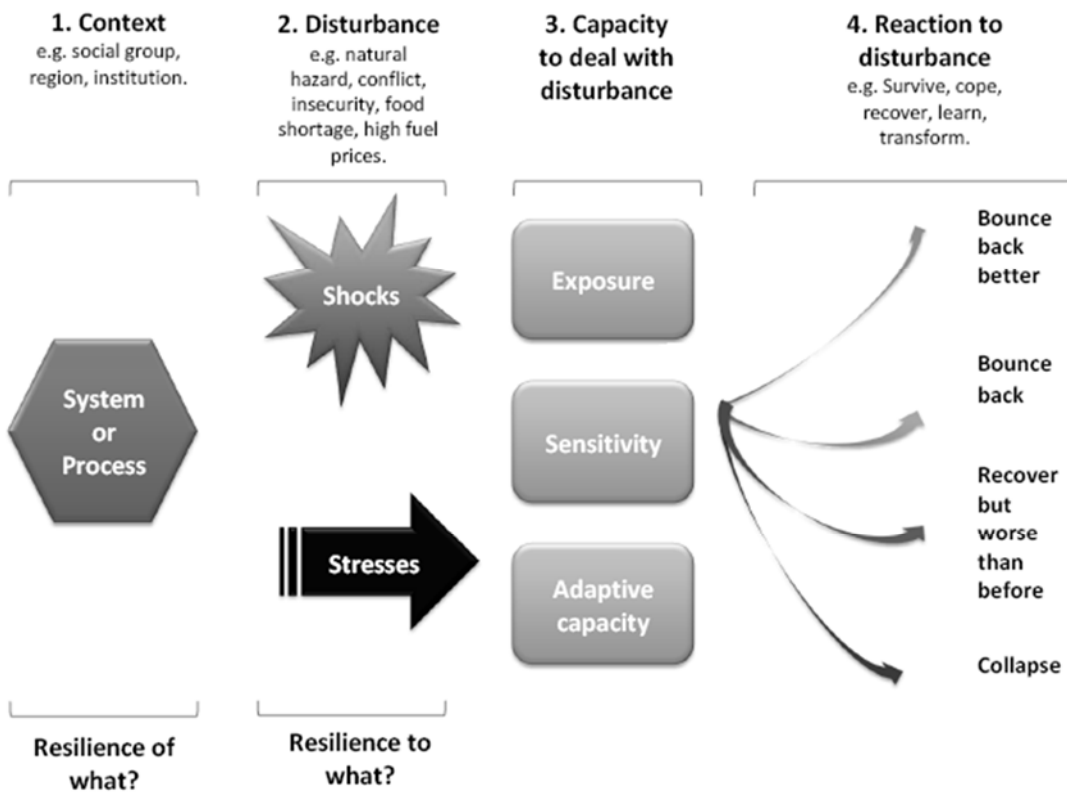 1. Context
e.g. social group,
region, institution.
2. Disturbance
e.g. natural
hazard, conflict,
insecurity, food
shortage, high fuel
prices.
3. Capacity
to deal with
disturbance
4. Reaction to
disturbance
e.g. Survive, cope,
recover, learn,
transform.
System
or
Process
Shocks
Stresses
Exposure
Sensitivity
Adaptive
capacity
Bounce
back
better
Bounce
back
Recover
but
worse
than
before
Collapse
Resilience of
what?
Resilience to
what?